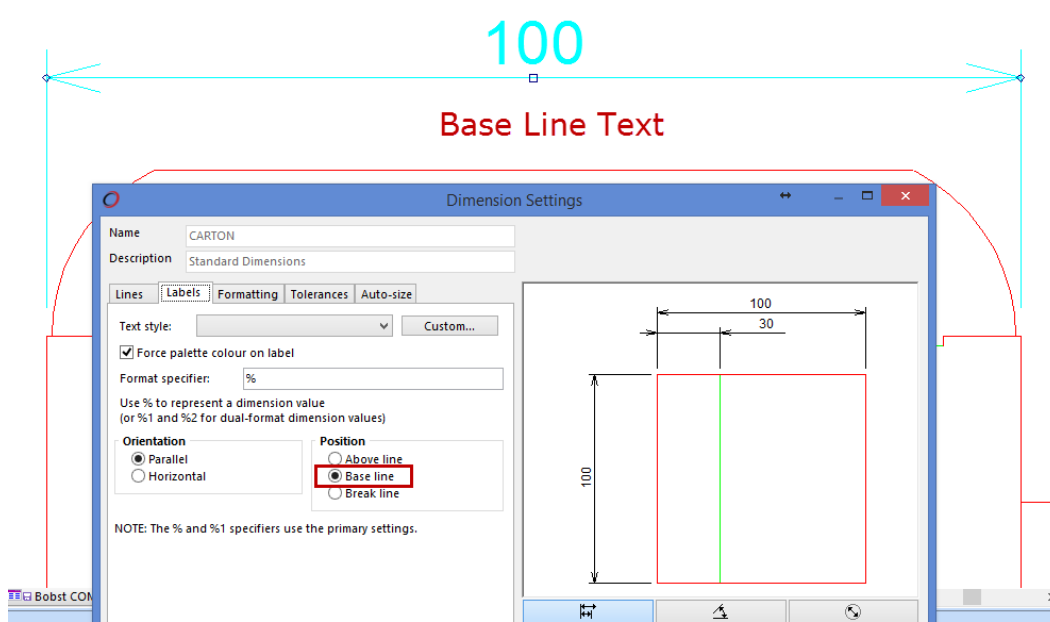 100
Base Line Text
Dimension Settings
Name
CARTON
Description
Standard Dimensions
Lines Labels Formatting Tolerances Auto-size
Text style:
Custom...
Force palette colour on label
Format specifier:
%
Use % to represent a dimension value
(or %1 and %2 for dual-format dimension values)
Orientation
Parallel
Horizontal
Position
Above line
Base line
Break line
NOTE: The % and %1 specifiers use the primary settings.
100
30
100
Bobst CON